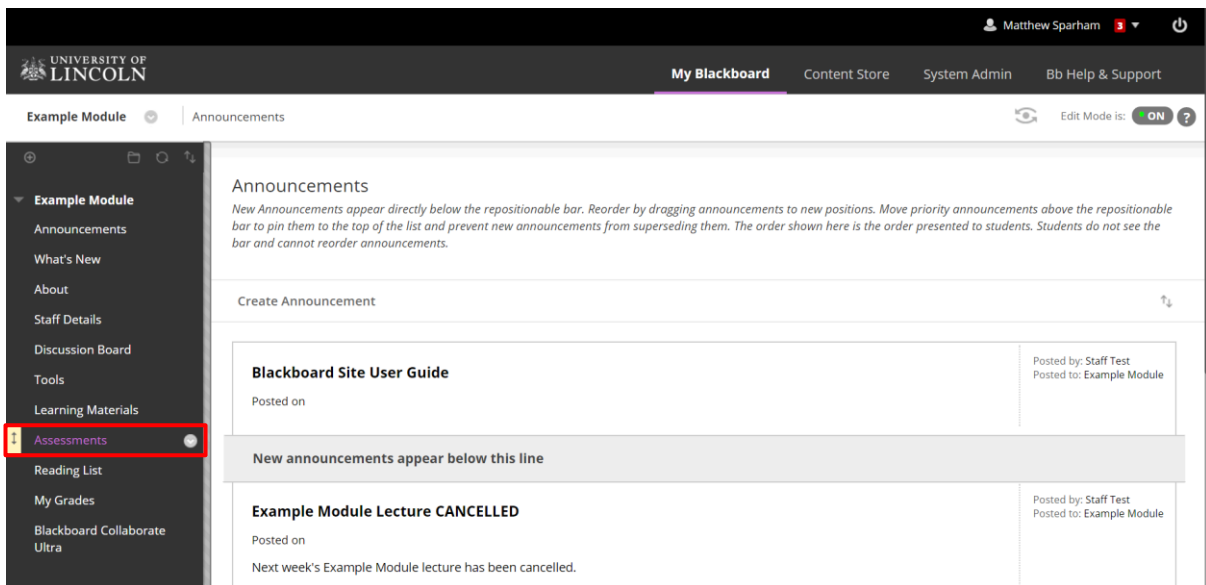 Matthew Sparham 3
UNIVERSITY OF
LINCOLN
My Blackboard Content Store System Admin Bb Help & Support
Example Module Announcements Edit Mode is: ON ?
Example Module
Announcements
What's New
About
Staff Details
Discussion Board
Tools
Learning Materials
Assessments
Reading List
My Grades
Blackboard Collaborate
Ultra
Announcements
New Announcements appear directly below the repositionable bar. Reorder by dragging announcements to new positions. Move priority announcements above the repositionable
bar to pin them to the top of the list and prevent new announcements from superseding them. The order shown here is the order presented to students. Students do not see the
bar and cannot reorder announcements.
Create Announcement
Blackboard Site User Guide
Posted on
Posted by: Staff Test
Posted to: Example Module
New announcements appear below this line
Example Module Lecture CANCELLED
Posted on
Next week's Example Module lecture has been cancelled.
Posted by: Staff Test
Posted to: Example Module